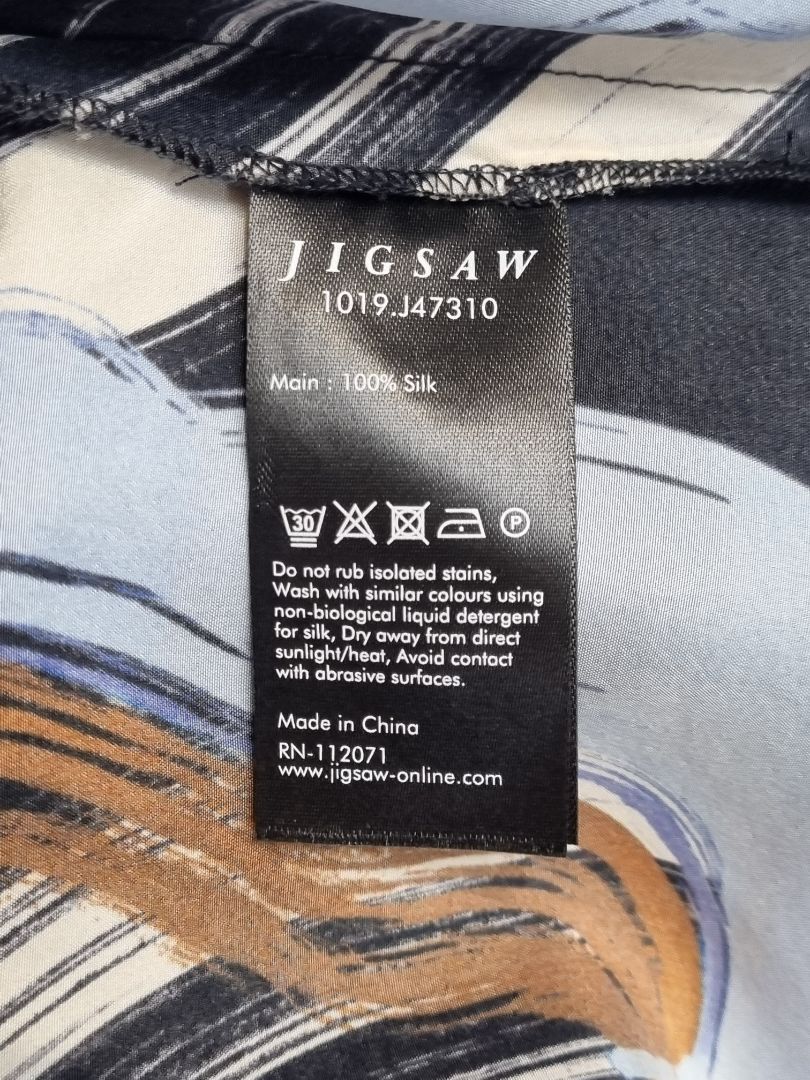 JIGSAW
1019.J47310
Main : 100% Silk
30 P
Do not rub isolated stains,
Wash with similar colours using
non-biological liquid detergent
for silk, Dry away from direct
sunlight/heat, Avoid contact
with abrasive surfaces.
Made in China
RN-112071
www.jigsaw-online.com